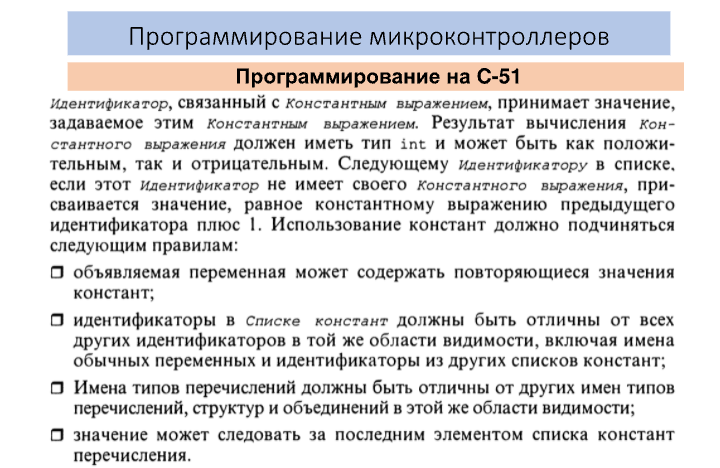 Программирование микроконтроллеров
Программирование на С-51
Идентификатор, связанный с Константным выражением, принимает значение,
задаваемое этим Константным выражением. Результат вычисления Кон-
стантного выражения должен иметь тип int и может быть как положи-
тельным, так и отрицательным. Следующему Идентификатору в списке,
если этот Идентификатор не имеет своего Константного выражения, при-
сваивается значение, равное константному выражению предыдущего
идентификатора плюс 1. Использование констант должно подчиняться
следующим правилам:
❒ объявляемая переменная может содержать повторяющиеся значения
констант;
❒ идентификаторы в Списке констант должны быть отличны от всех
других идентификаторов в той же области видимости, включая имена
обычных переменных и идентификаторы из других списков констант;
❒ Имена типов перечислений должны быть отличны от других имен типов
перечислений, структур и объединений в этой же области видимости;
❒ значение может следовать за последним элементом списка констант
перечисления.